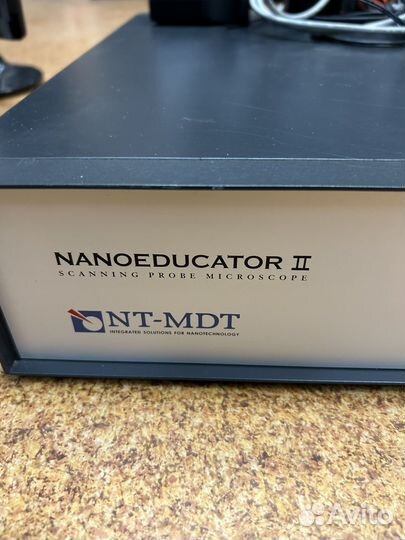 NANOEDUCATOR II
SCANNING PROBE MICROSCOPE
NT-MDT
INTEGRATED SOLUTIONS FOR NANOTECHNOLOGY
Avito